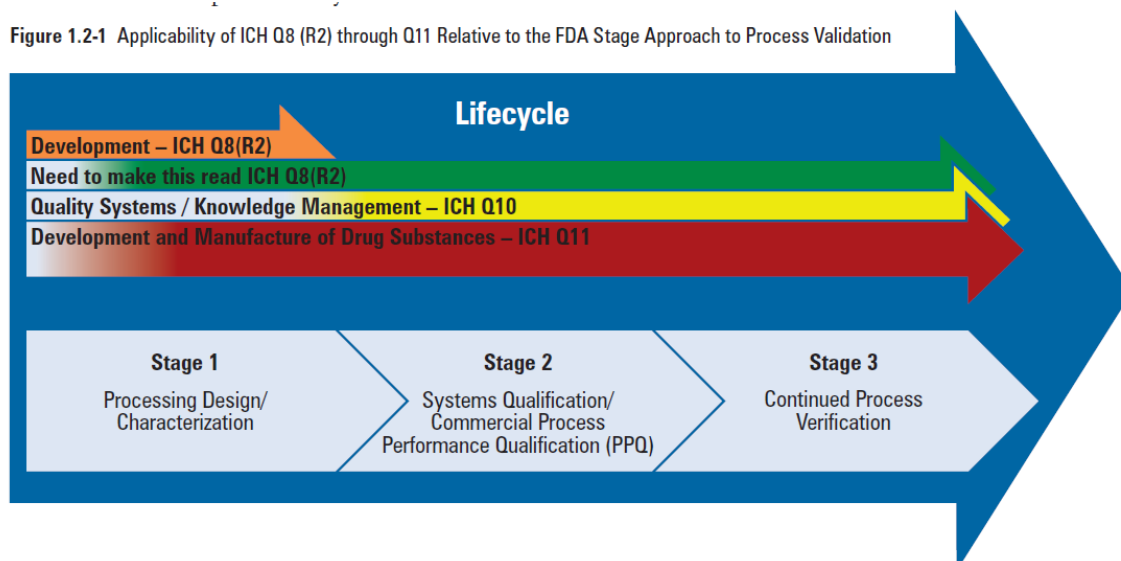 Figure 1.2-1 Applicability of ICH Q8 (R2) through Q11 Relative to the FDA Stage Approach to Process Validation
Lifecycle
Development – ICH Q8(R2)
Need to make this read ICH Q8(R2)
Quality Systems / Knowledge Management – ICH Q10
Development and Manufacture of Drug Substances – ICH Q11
Stage 1
Processing Design/
Characterization
Stage 2
Systems Qualification/
Commercial Process
Performance Qualification (PPQ)
Stage 3
Continued Process
Verification